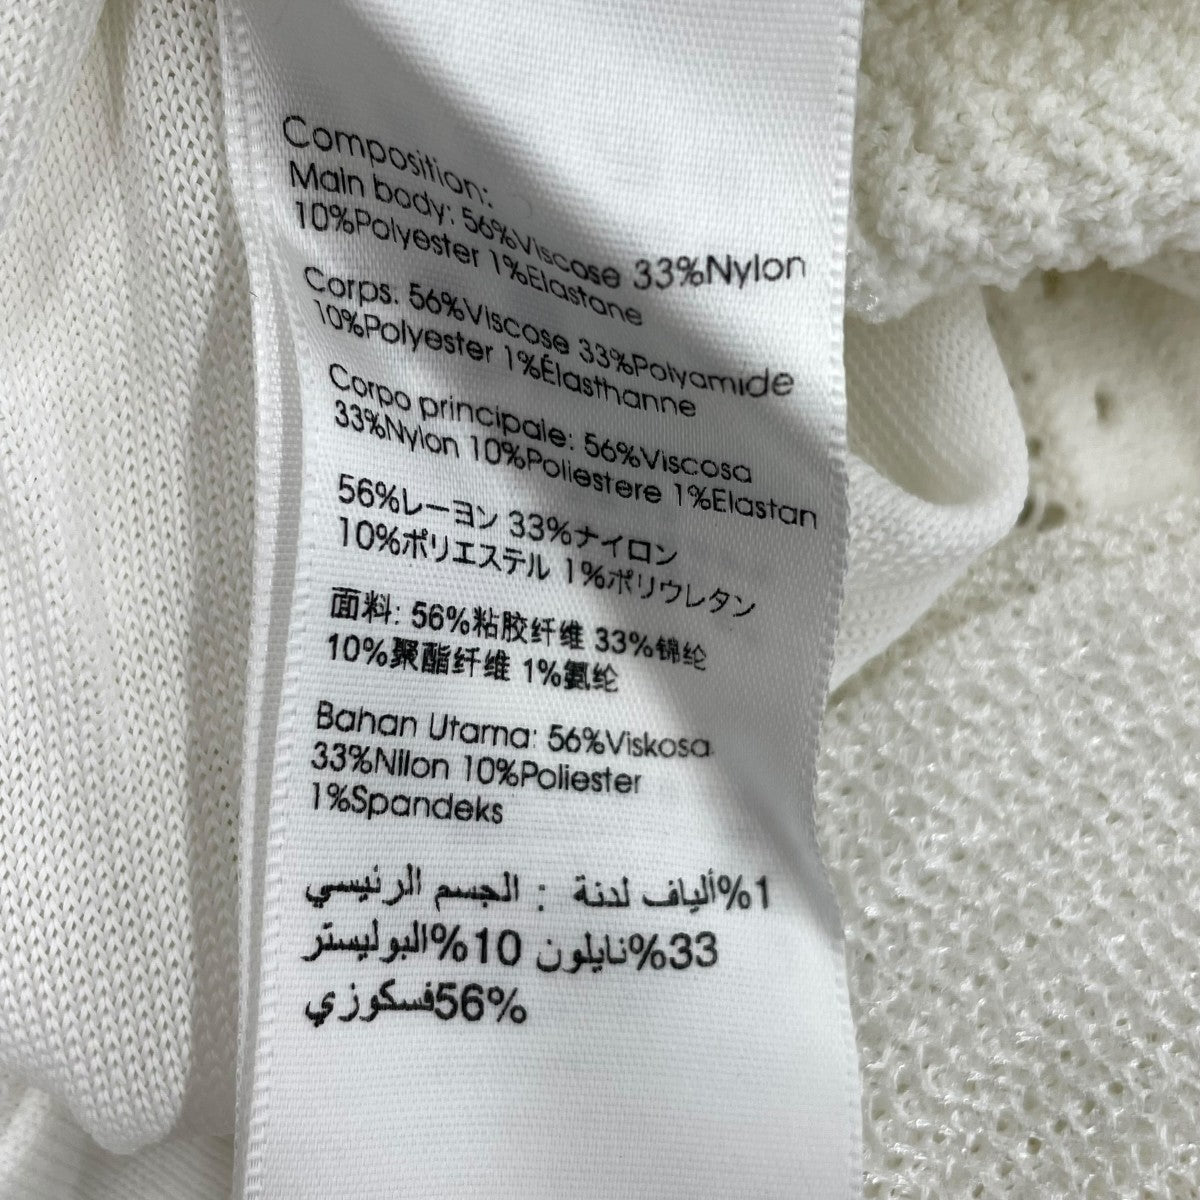 Composition:
Main body: 56%Viscose 33%Nylon
10%Polyester 1%Elastane
Corps: 56%Viscose 33%Polyamide
10%Polyester 1%Élasthanne
Corpo principale: 56%Viscosa
33%Nylon 10%Poliestere 1%Elastan
56%レーヨン 33%ナイロン
10%ポリエステル 1%ポリウレタン
面料: 56%粘胶纤维 33%锦纶
10%聚酯纤维 1%氨纶
Bahan Utama: 56%Viskosa
33%Nilon 10%Poliester
1%Spandeks
1%ألياف لدنة : الجسم الرئيسي
33%نايلون 10%البوليستر
56%فسكوزي